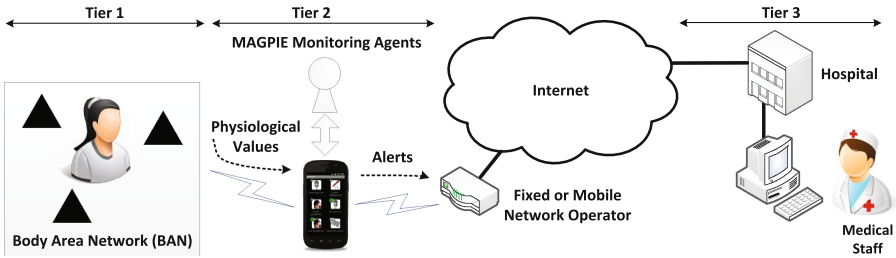 Tier 1
Tier 2
Tier 3
MAGPIE Monitoring Agents
Internet
Hospital
Physiological
Values
Alerts
Fixed or Mobile
Network Operator
Body Area Network (BAN)
Medical
Staff